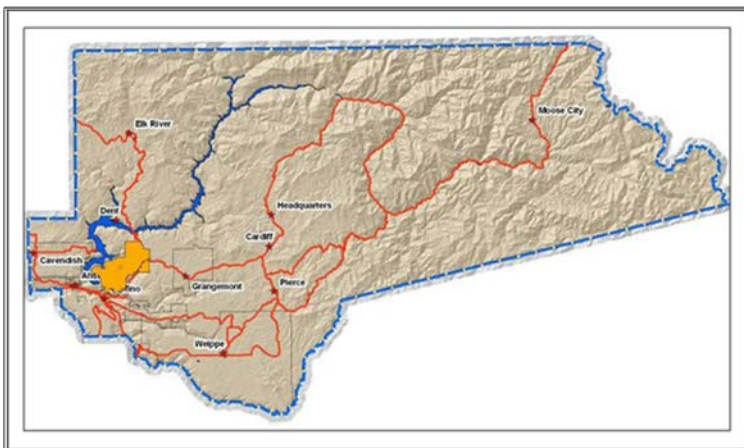 Moose City
Elk River
Dent
Headquarters
Cardiff
Cavendish
Grangemont
Pierce
Weippe